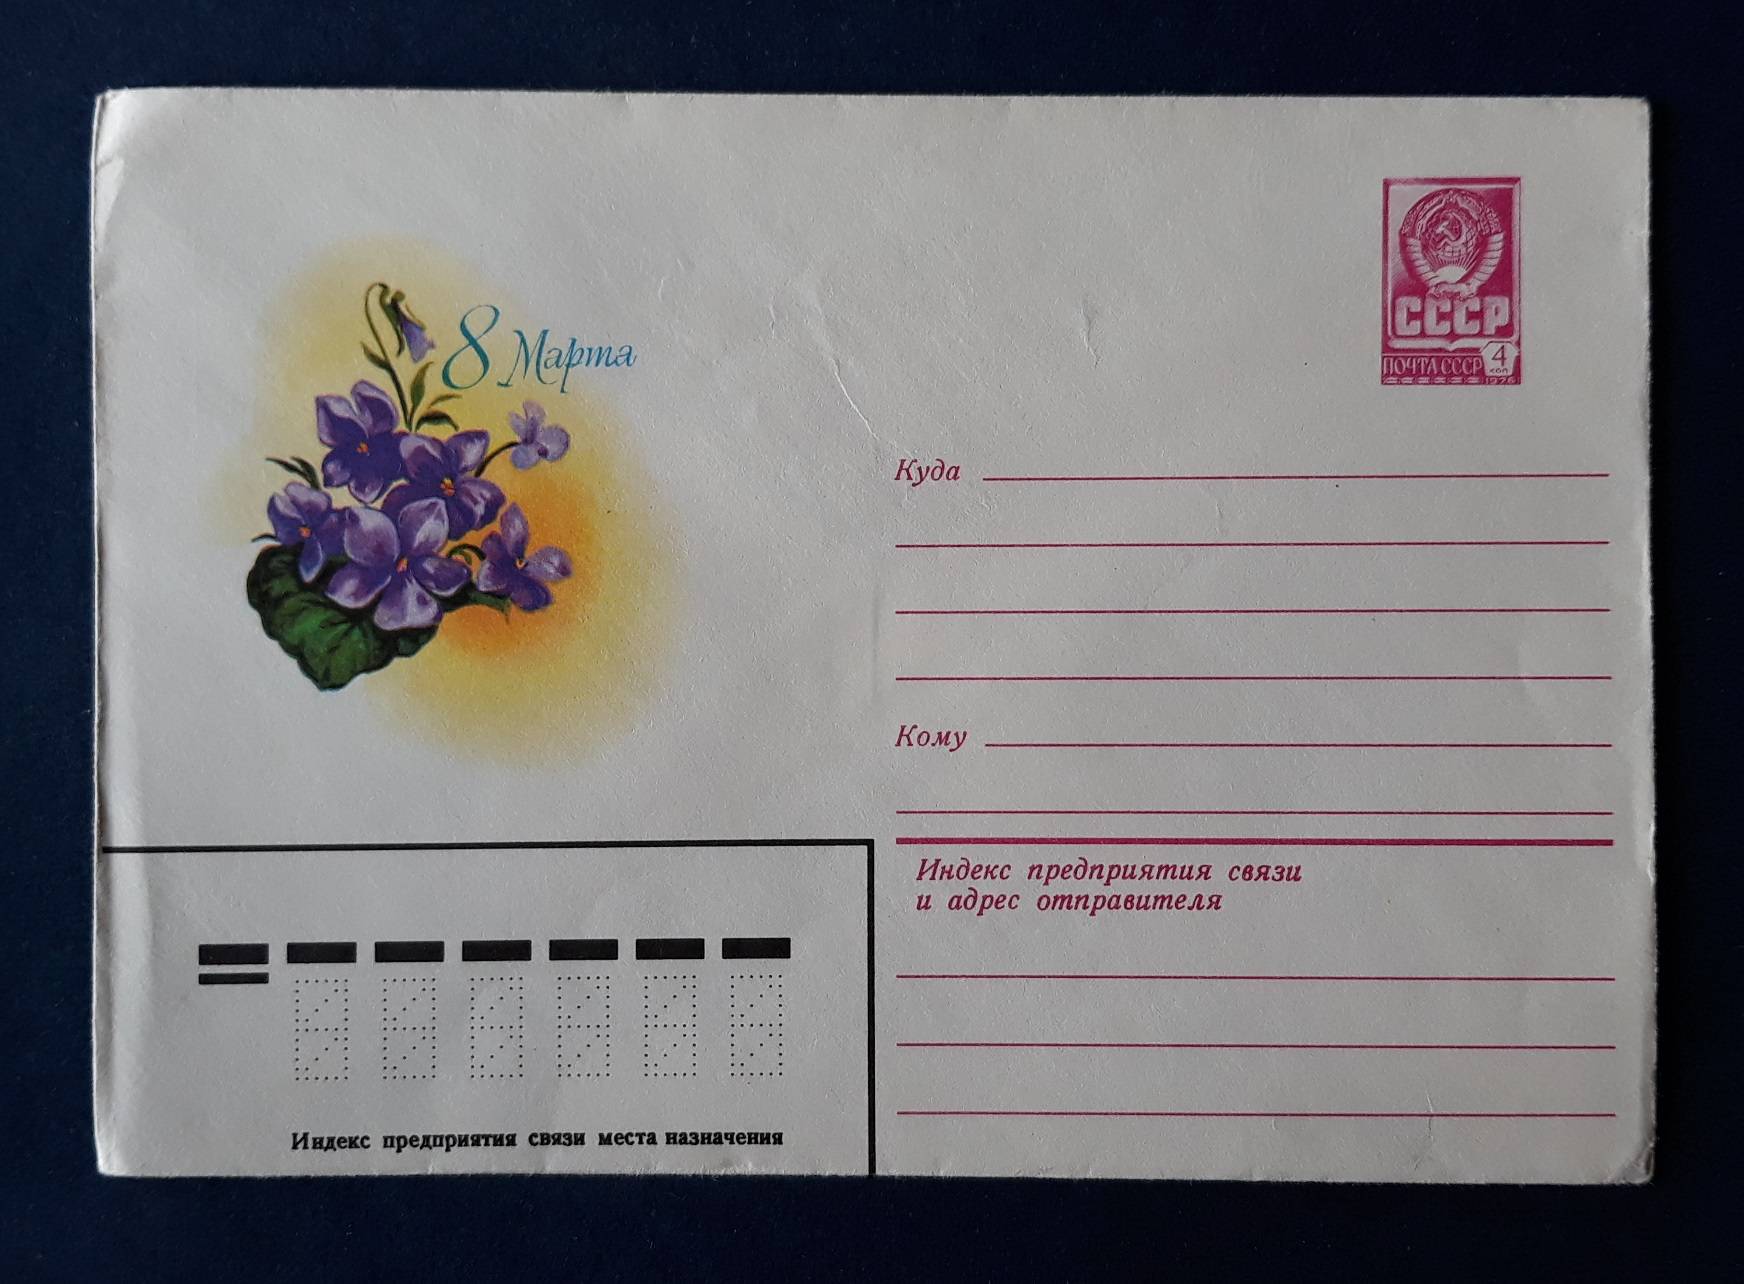 8 Марта
СССР
ПОЧТА СССР 4 коп
1976
Куда
Кому
Индекс предприятия связи
и адрес отправителя
Индекс предприятия связи места назначения